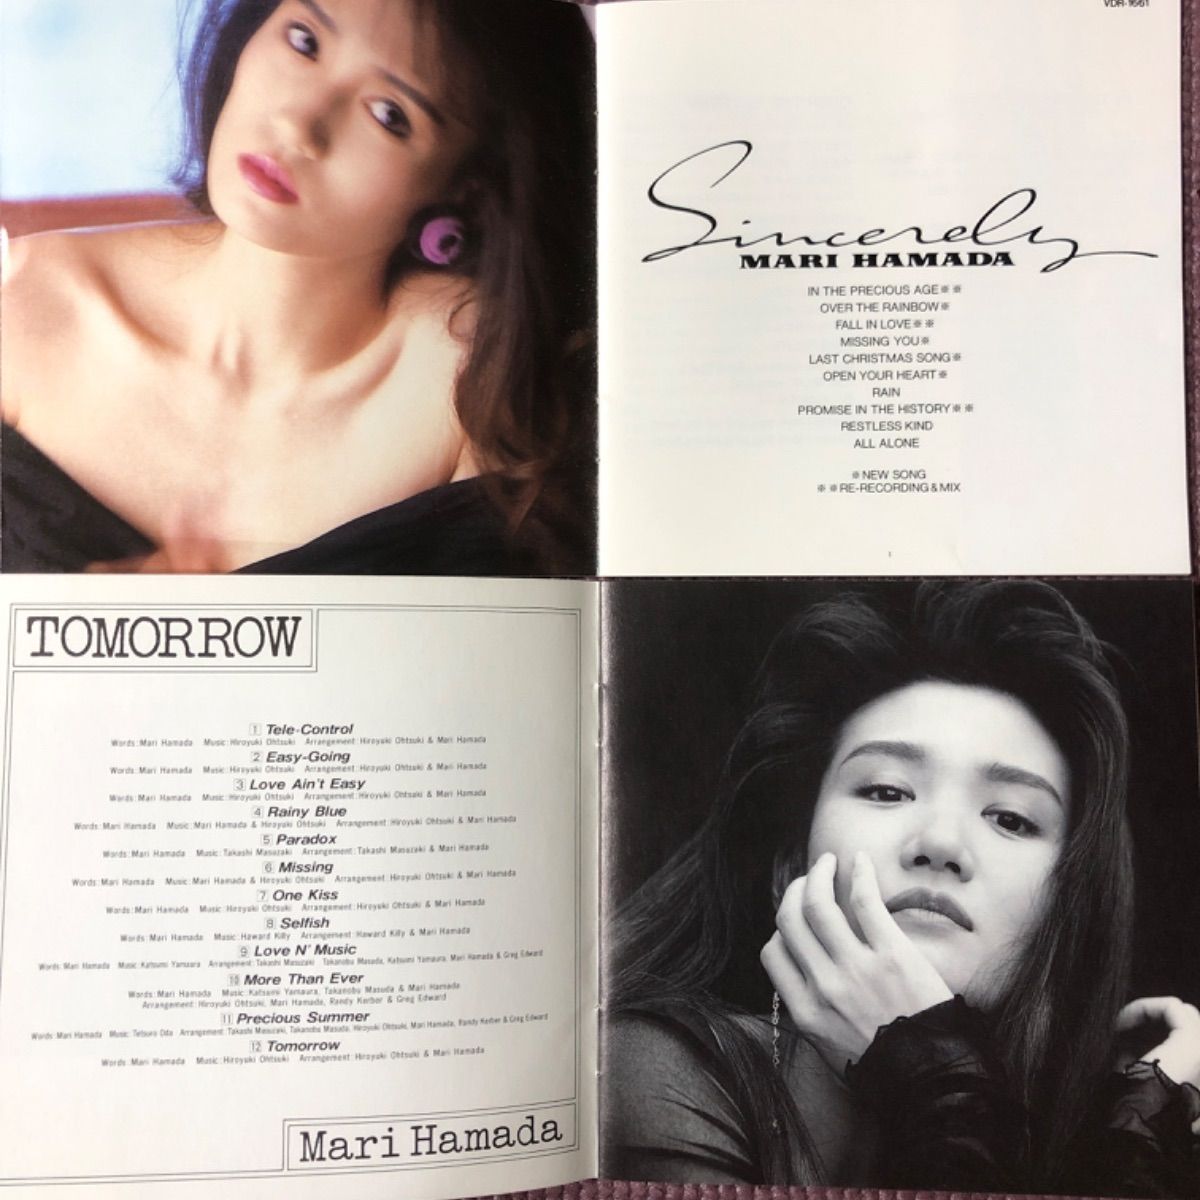 VDR-1661
Sincerely
MARI HAMADA
IN THE PRECIOUS AGE※※
OVER THE RAINBOW※
FALL IN LOVE※※
MISSING YOU※
LAST CHRISTMAS SONG※
OPEN YOUR HEART※
RAIN
PROMISE IN THE HISTORY※※
RESTLESS KIND
ALL ALONE
※NEW SONG
※※RE-RECORDING & MIX
1
TOMORROW
1 Tele-Control
Words: Mari Hamada Music: Hiroyuki Ohtsuki Arrangement: Hiroyuki Ohtsuki & Mari Hamada
2 Easy-Going
Words: Mari Hamada Music: Hiroyuki Ohtsuki Arrangement: Hiroyuki Ohtsuki & Mari Hamada
3 Love Ain't Easy
Words: Mari Hamada Music: Hiroyuki Ohtsuki Arrangement: Hiroyuki Ohtsuki & Mari Hamada
4 Rainy Blue
Words: Mari Hamada Music: Mari Hamada & Hiroyuki Ohtsuki Arrangement: Hiroyuki Ohtsuki & Mari Hamada
5 Paradox
Words: Mari Hamada Music: Takashi Masuzaki Arrangement: Takashi Masuzaki & Mari Hamada
6 Missing
Words: Mari Hamada Music: Mari Hamada & Hiroyuki Ohtsuki Arrangement: Hiroyuki Ohtsuki & Mari Hamada
7 One Kiss
Words: Mari Hamada Music: Hiroyuki Ohtsuki Arrangement: Hiroyuki Ohtsuki & Mari Hamada
8 Selfish
Words: Mari Hamada Music: Haward Killy Arrangement: Haward Killy & Mari Hamada
9 Love N' Music
Words: Mari Hamada Music: Katsumi Yamaura Arrangement: Takashi Masuzaki Takanobu Masuda, Katsumi Yamaura, Mari Hamada & Greg Edward
10 More Than Ever
Words: Mari Hamada Music: Katsumi Yamaura, Takanobu Masuda & Mari Hamada
Arrangement: Hiroyuki Ohtsuki, Mari Hamada, Randy Kerber & Greg Edward
11 Precious Summer
Words: Mari Hamada Music: Tetsuro Oda Arrangement: Takashi Masuzaki, Takanobu Masuda, Hiroyuki Ohtsuki, Mari Hamada, Randy Kerber & Greg Edward
12 Tomorrow
Words: Mari Hamada Music: Hiroyuki Ohtsuki Arrangement: Hiroyuki Ohtsuki & Mari Hamada
Mari Hamada